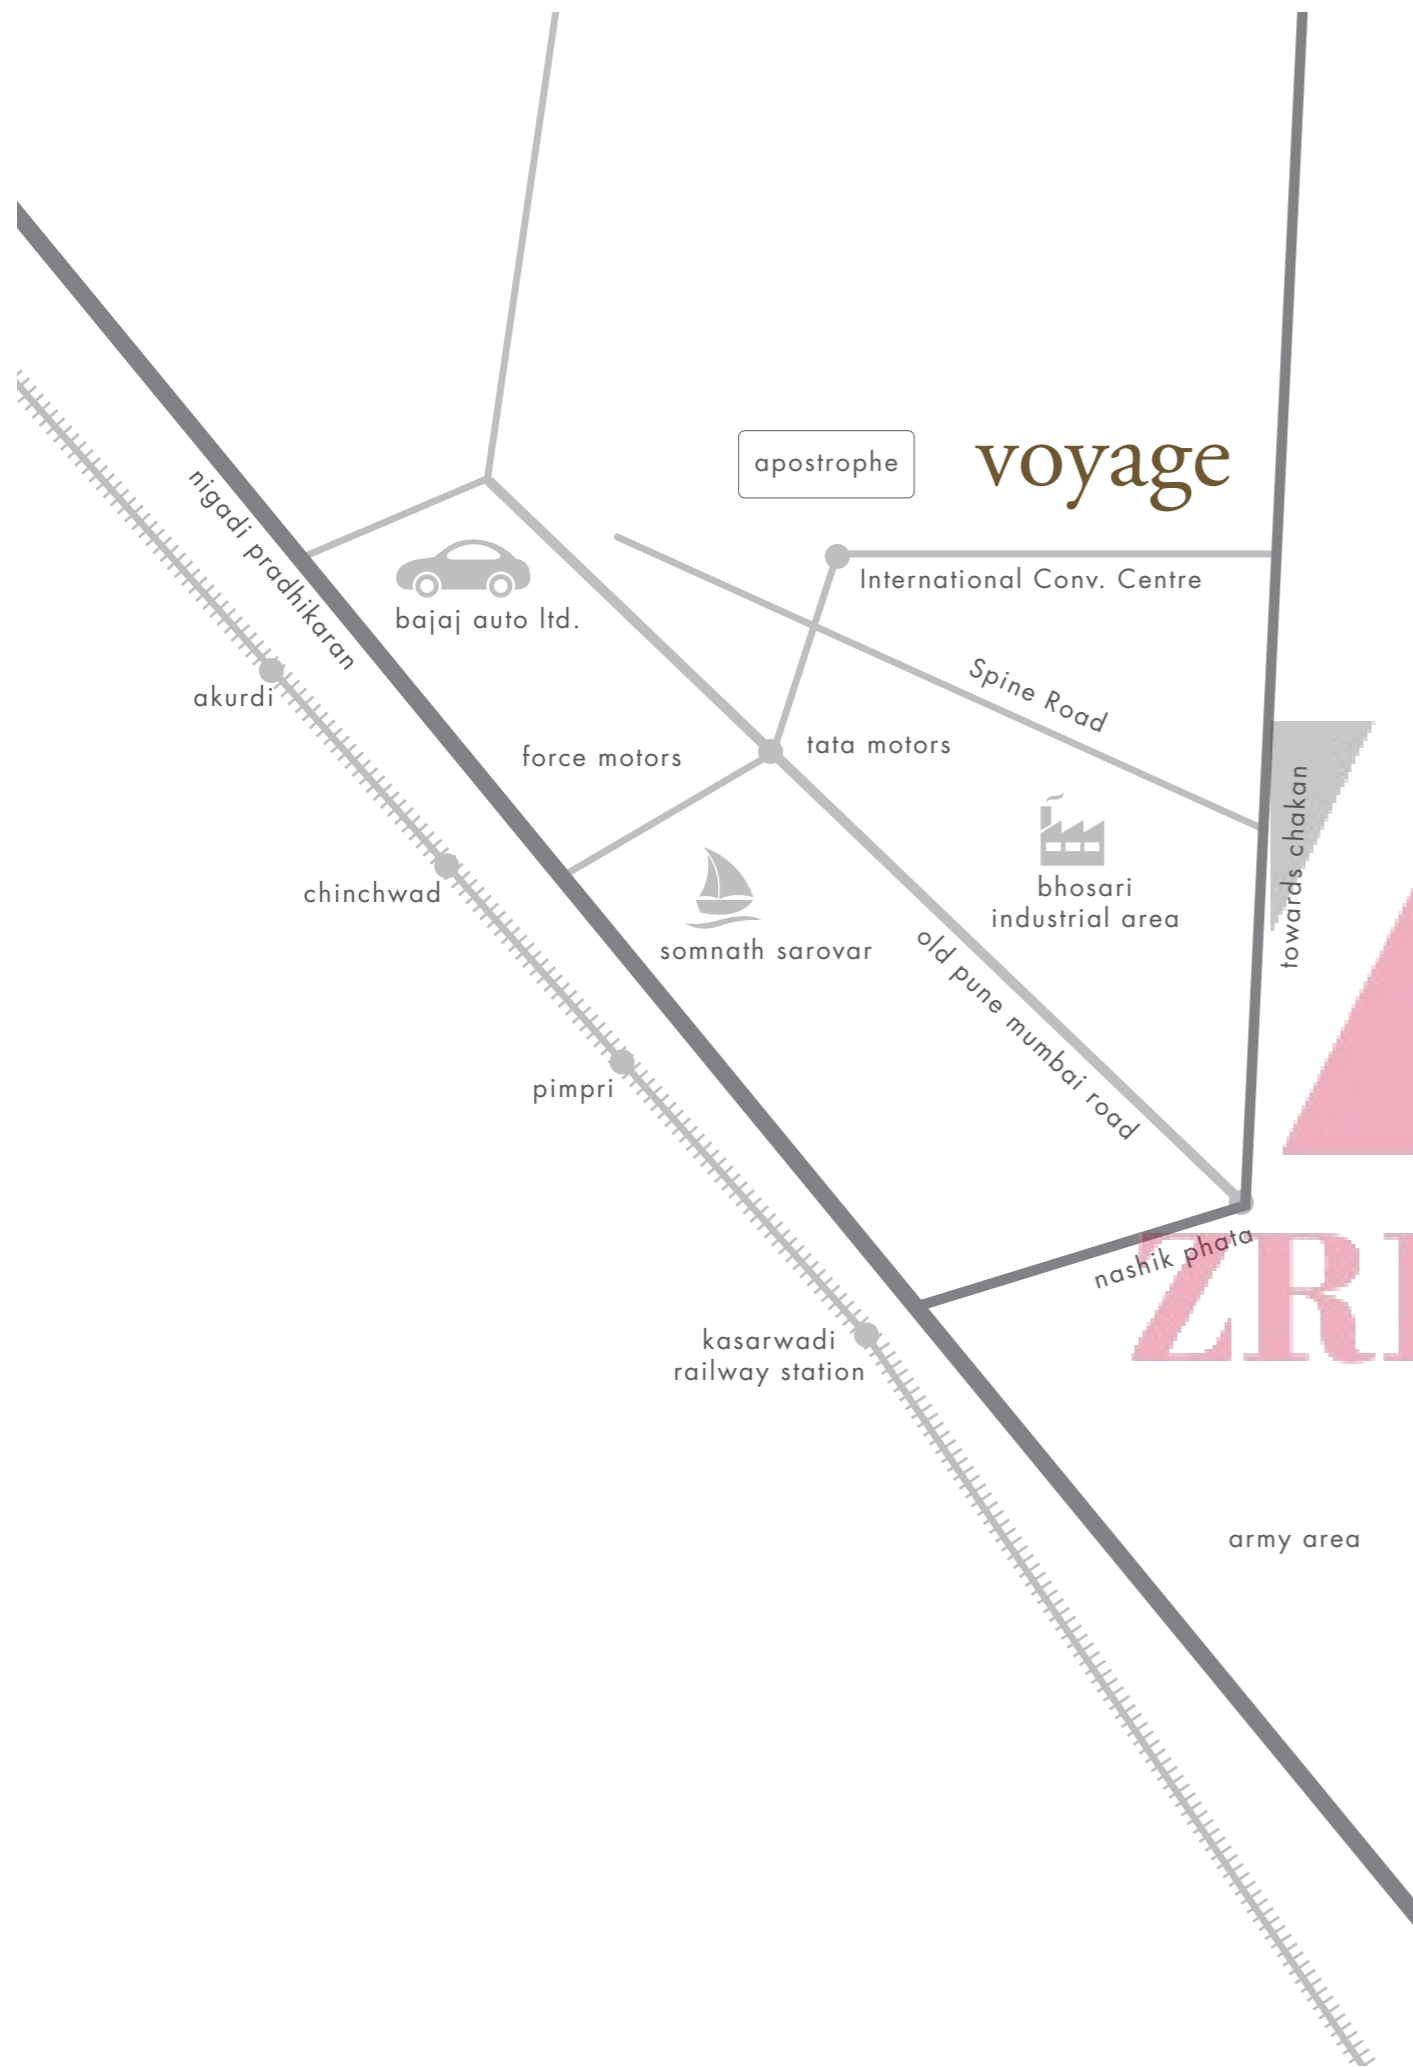 apostrophe
voyage
nigadi pradhikaran
International Conv. Centre
bajaj auto ltd.
Spine Road
akurdi
force motors
tata motors
towards chakan
chinchwad
bhosari
industrial area
somnath sarovar
old pune mumbai road
pimpri
nashik phata
ZR
kasarwadi
railway station
army area